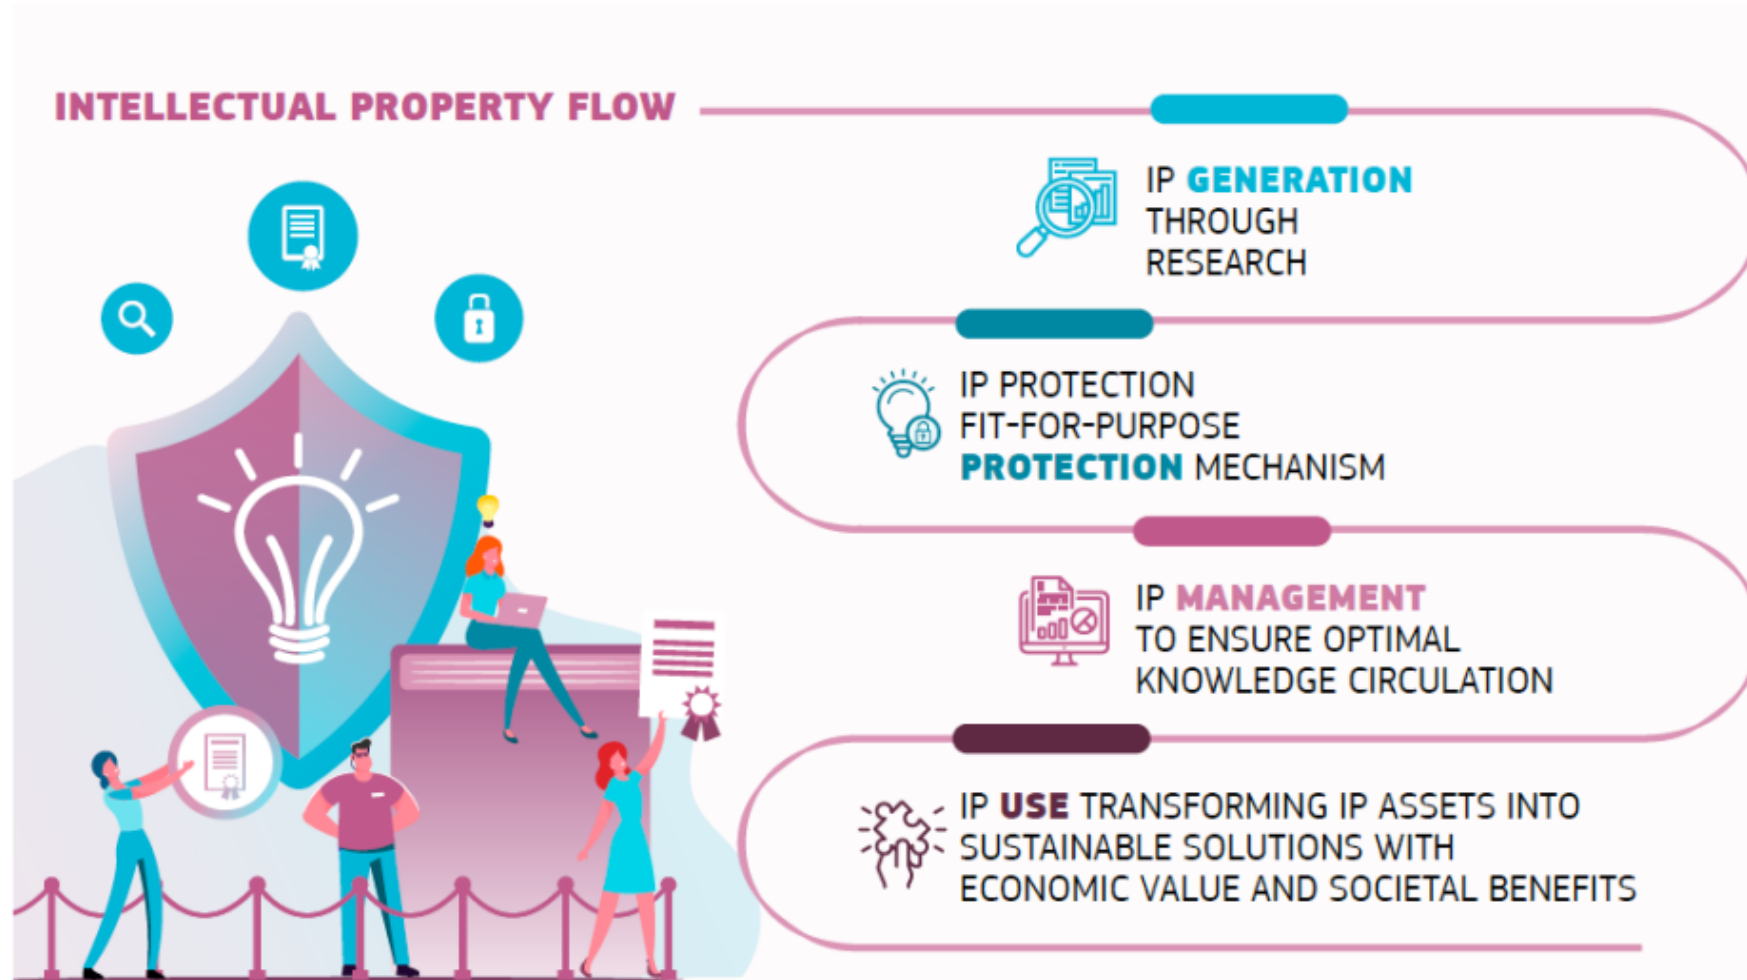 INTELLECTUAL PROPERTY FLOW
IP GENERATION
THROUGH
RESEARCH
IP PROTECTION
FIT-FOR-PURPOSE
PROTECTION MECHANISM
IP MANAGEMENT
TO ENSURE OPTIMAL
KNOWLEDGE CIRCULATION
IP USE TRANSFORMING IP ASSETS INTO
SUSTAINABLE SOLUTIONS WITH
ECONOMIC VALUE AND SOCIETAL BENEFITS